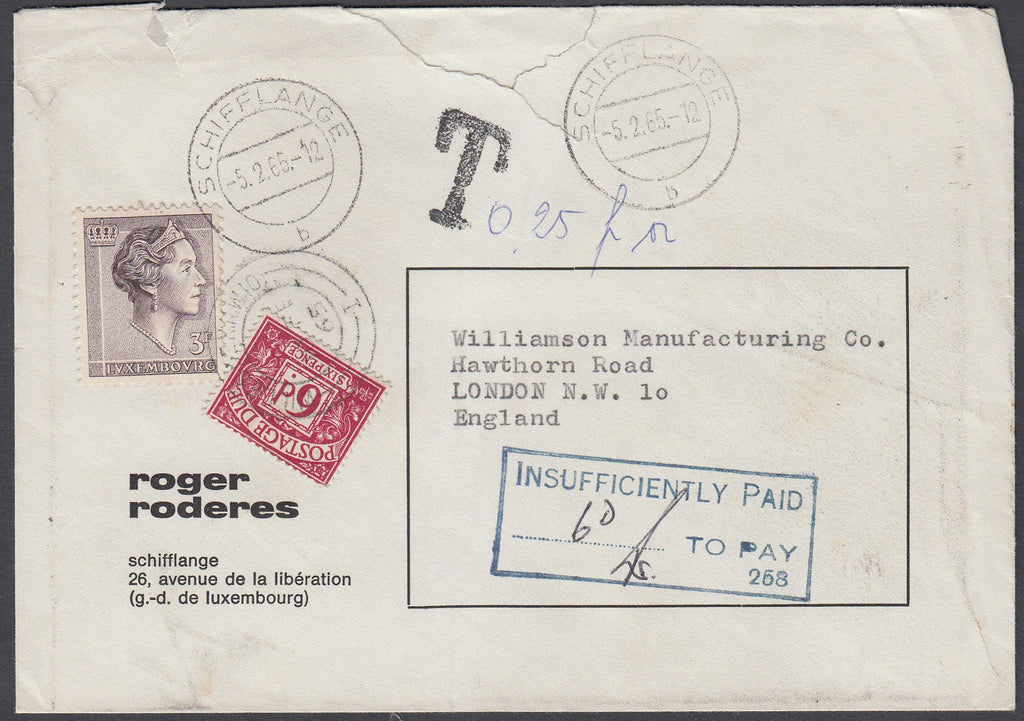 SCHIFFLANGE
-5.2.65.-12
b
SCHIFFLANGE
-5.2.65.-12
b
T
0.25 f or
3F
LUXEMBOURG
POSTAGE DUE
6d.
SIXPENCE
Williamson Manufacturing Co.
Hawthorn Road
LONDON N.W. 1o
England
INSUFFICIENTLY PAID
6D
TO PAY
268
roger
roderes
schifflange
26, avenue de la libération
(g.-d. de luxembourg)